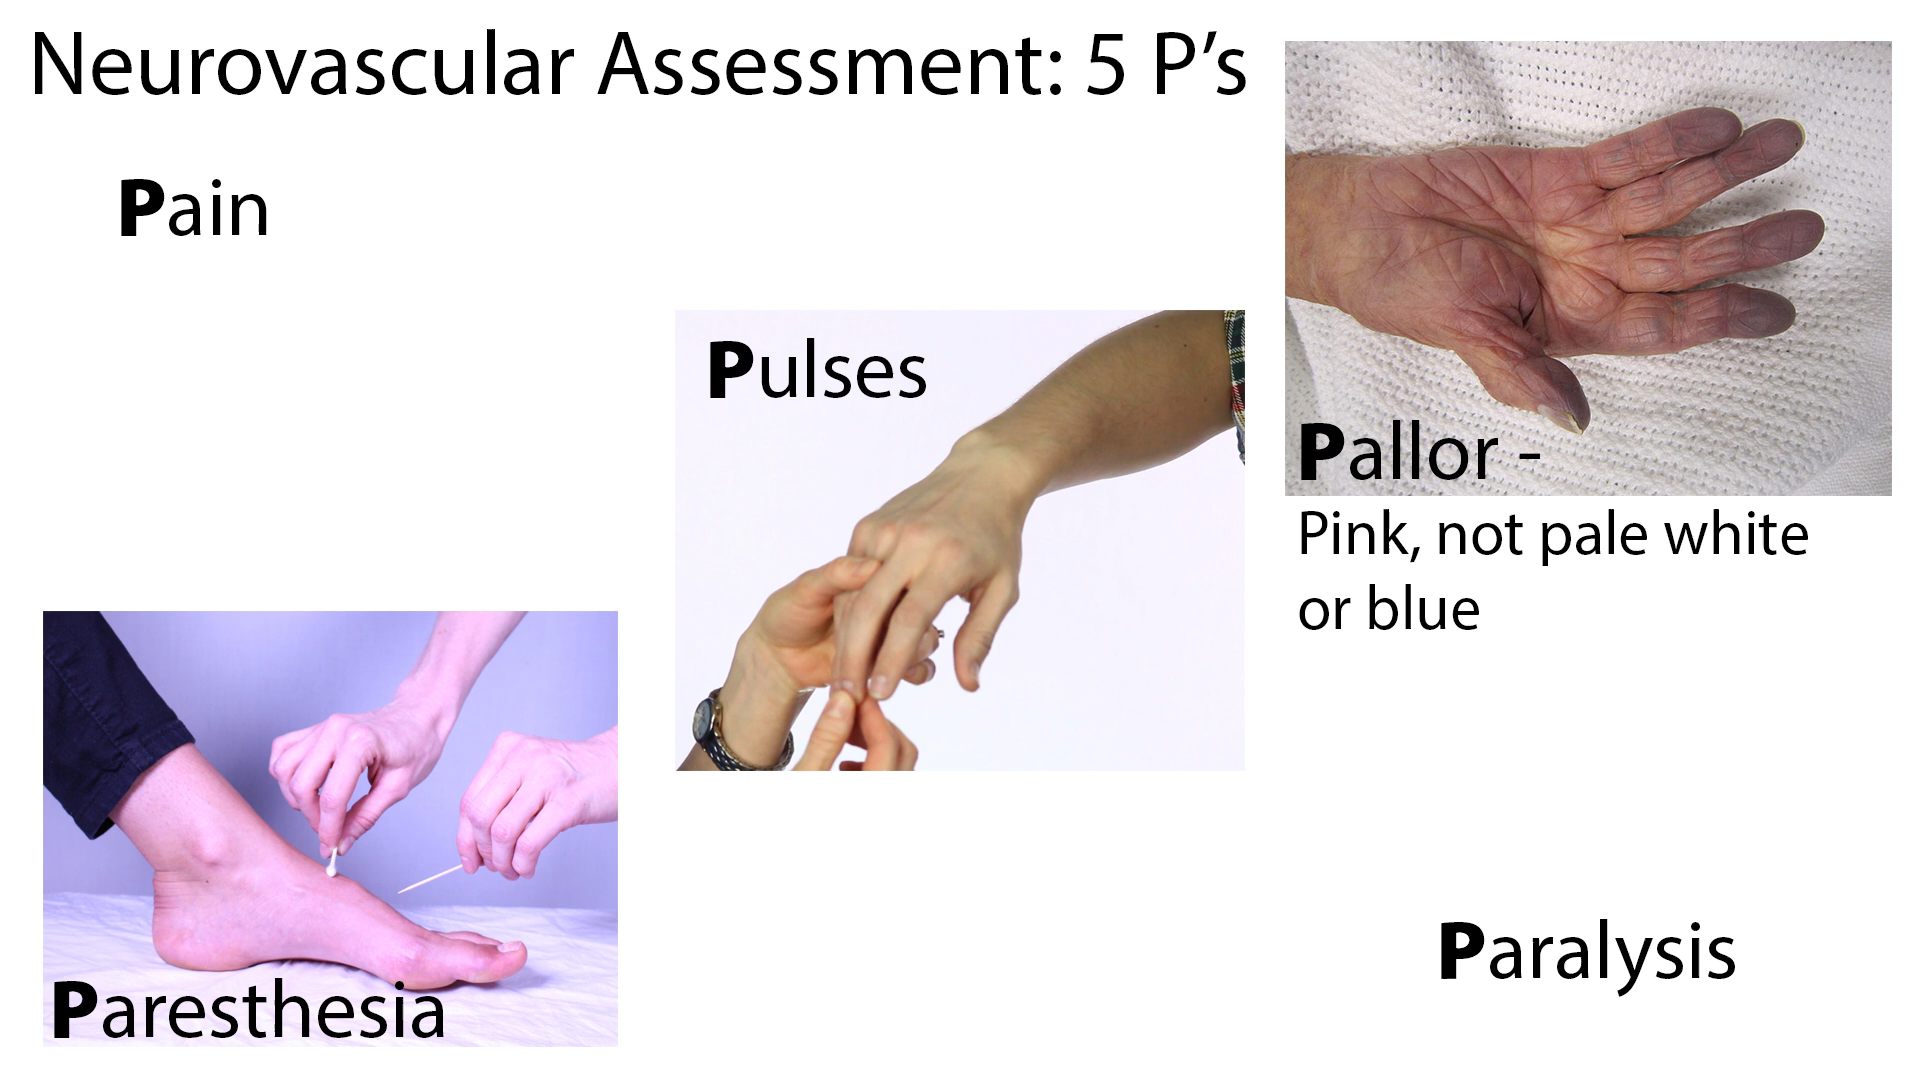 Neurovascular Assessment: 5 P’s
Pain
Pulses
Pallor -
Pink, not pale white
or blue
Paresthesia
Paralysis